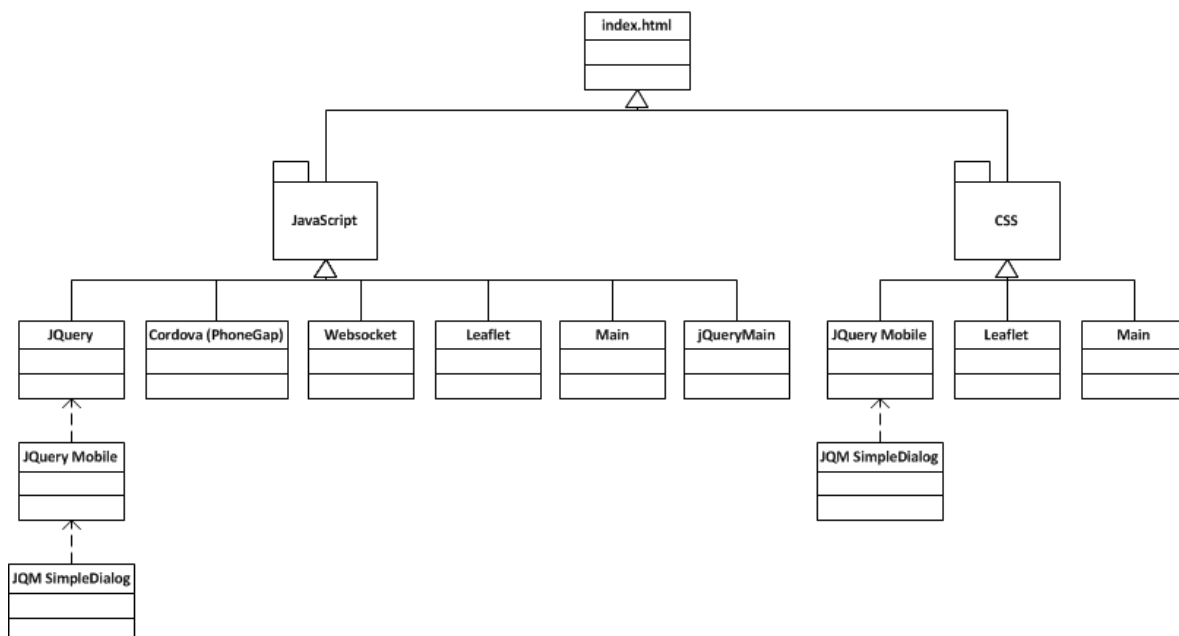 index.html
JavaScript
CSS
JQuery
Cordova (PhoneGap)
Websocket
Leaflet
Main
jQueryMain
JQuery Mobile
Leaflet
Main
JQuery Mobile
JQM SimpleDialog
JQM SimpleDialog